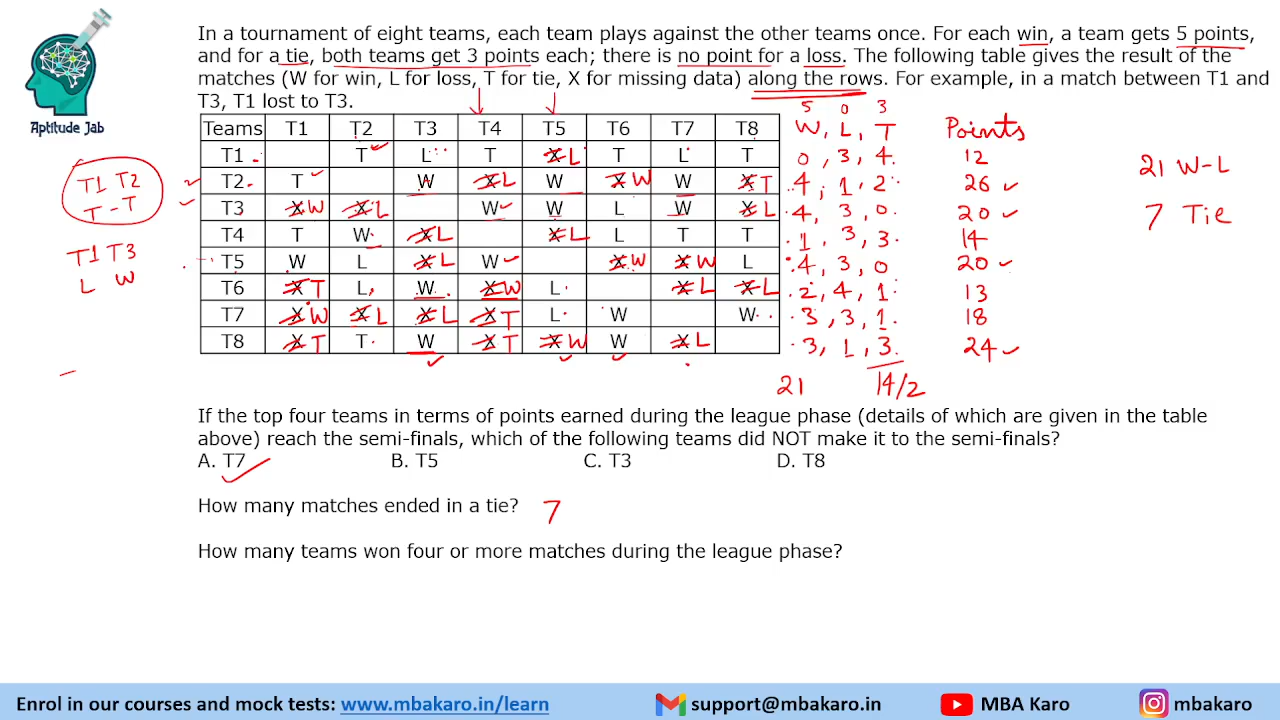 In a tournament of eight teams, each team plays against the other teams once. For each win, a team gets 5 points,
and for a tie, both teams get 3 points each; there is no point for a loss. The following table gives the result of the
matches (W for win, L for loss, T for tie, X for missing data) along the rows. For example, in a match between T1 and
T3, T1 lost to T3.
Aptitude Jab
5 0 3
Teams T1 T2 T3 T4 T5 T6 T7 T8 W, L, T Points
T1 T L T X L T L T 0, 3, 4 12
T2 T W X L W X W W X T 4, 1, 2 26
T3 X W X L W W L W X L 4, 3, 0 20
T4 T W X L X L L T T 1, 3, 3 14
T5 W L X L W X W X W L 4, 3, 0 20
T6 X T L W X W L X L X L 2, 4, 1 13
T7 X W X L X L X T L W W 3, 3, 1 18
T8 X T T W X T X W W X L 3, 1, 3 24
21 14/2
T1 T2
T - T
T1 T3
L W
21 W-L
7 Tie
If the top four teams in terms of points earned during the league phase (details of which are given in the table
above) reach the semi-finals, which of the following teams did NOT make it to the semi-finals?
A. T7 B. T5 C. T3 D. T8
How many matches ended in a tie? 7
How many teams won four or more matches during the league phase?
Enrol in our courses and mock tests: www.mbakaro.in/learn support@mbakaro.in MBA Karo mbakaro